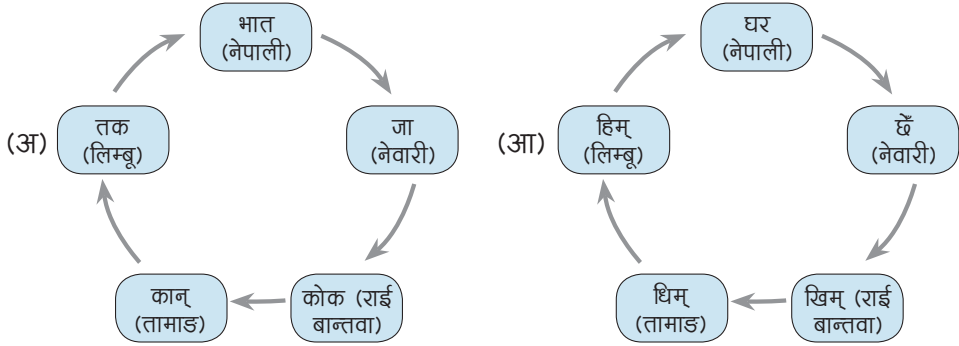 (अ)
भात
(नेपाली)
जा
(नेवारी)
कोक (राई
बान्तवा)
कान्
(तामाङ)
तक
(लिम्बू)
(आ)
घर
(नेपाली)
छेँ
(नेवारी)
खिम् (राई
बान्तवा)
धिम्
(तामाङ)
हिम्
(लिम्बू)